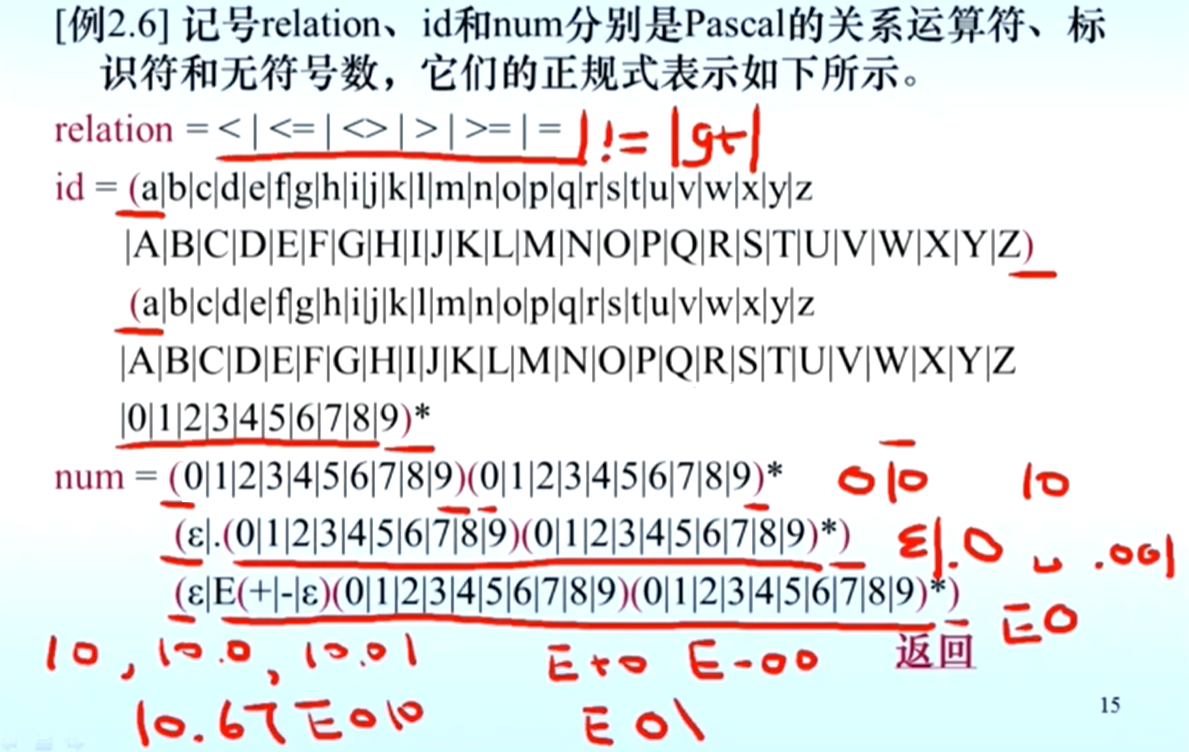 [例2.6] 记号relation、id和num分别是Pascal的关系运算符、标
识符和无符号数，它们的正规式表示如下所示。
relation = < | <= | <> | > | >= | = | != |gt|
id = (a|b|c|d|e|f|g|h|i|j|k|l|m|n|o|p|q|r|s|t|u|v|w|x|y|z
|A|B|C|D|E|F|G|H|I|J|K|L|M|N|O|P|Q|R|S|T|U|V|W|X|Y|Z)
(a|b|c|d|e|f|g|h|i|j|k|l|m|n|o|p|q|r|s|t|u|v|w|x|y|z
|A|B|C|D|E|F|G|H|I|J|K|L|M|N|O|P|Q|R|S|T|U|V|W|X|Y|Z
|0|1|2|3|4|5|6|7|8|9)*
num = (0|1|2|3|4|5|6|7|8|9)(0|1|2|3|4|5|6|7|8|9)* 010 10
(ε|.(0|1|2|3|4|5|6|7|8|9)(0|1|2|3|4|5|6|7|8|9)*) ε|.0 .001
(ε|E(+|-|ε)(0|1|2|3|4|5|6|7|8|9)(0|1|2|3|4|5|6|7|8|9)*) E0
10, 10.0, 10.01 E+0 E-00 返回
10.67E010 E01
15